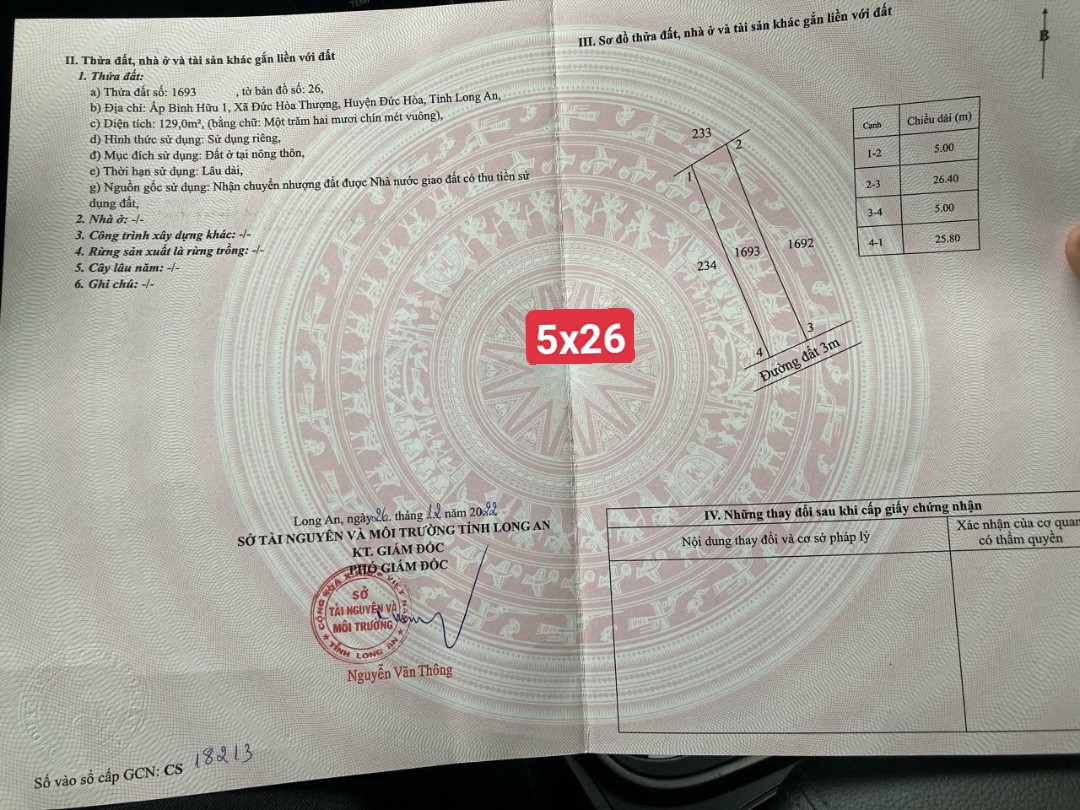 II. Thửa đất, nhà ở và tài sản khác gắn liền với đất
1. Thửa đất:
a) Thửa đất số: 1693 , tờ bản đồ số: 26,
b) Địa chỉ: Ấp Bình Hữu 1, Xã Đức Hòa Thượng, Huyện Đức Hòa, Tỉnh Long An,
c) Diện tích: 129,0m², (bằng chữ: Một trăm hai mươi chín mét vuông),
d) Hình thức sử dụng: Sử dụng riêng,
đ) Mục đích sử dụng: Đất ở tại nông thôn,
e) Thời hạn sử dụng: Lâu dài,
g) Nguồn gốc sử dụng: Nhận chuyển nhượng đất được Nhà nước giao đất có thu tiền sử
dụng đất,
2. Nhà ở: -/-
3. Công trình xây dựng khác: -/-
4. Rừng sản xuất là rừng trồng: -/-
5. Cây lâu năm: -/-
6. Ghi chú: -/-
Long An, ngày 26 tháng 12 năm 2022
SỞ TÀI NGUYÊN VÀ MÔI TRƯỜNG TỈNH LONG AN
KT. GIÁM ĐỐC
PHÓ GIÁM ĐỐC
CỘNG HÒA X.H.C.N VIỆT NAM
SỞ
TÀI NGUYÊN VÀ
MÔI TRƯỜNG
★ TỈNH LONG AN ★
Nguyễn Văn Thông
Số vào sổ cấp GCN: CS 18213
5x26
III. Sơ đồ thửa đất, nhà ở và tài sản khác gắn liền với đất
B
233
2
1
1693
1692
234
3
4
Đường đất 3m
Cạnh Chiều dài (m)
1-2 5.00
2-3 26.40
3-4 5.00
4-1 25.80
IV. Những thay đổi sau khi cấp giấy chứng nhận
Nội dung thay đổi và cơ sở pháp lý
Xác nhận của cơ quan
có thẩm quyền